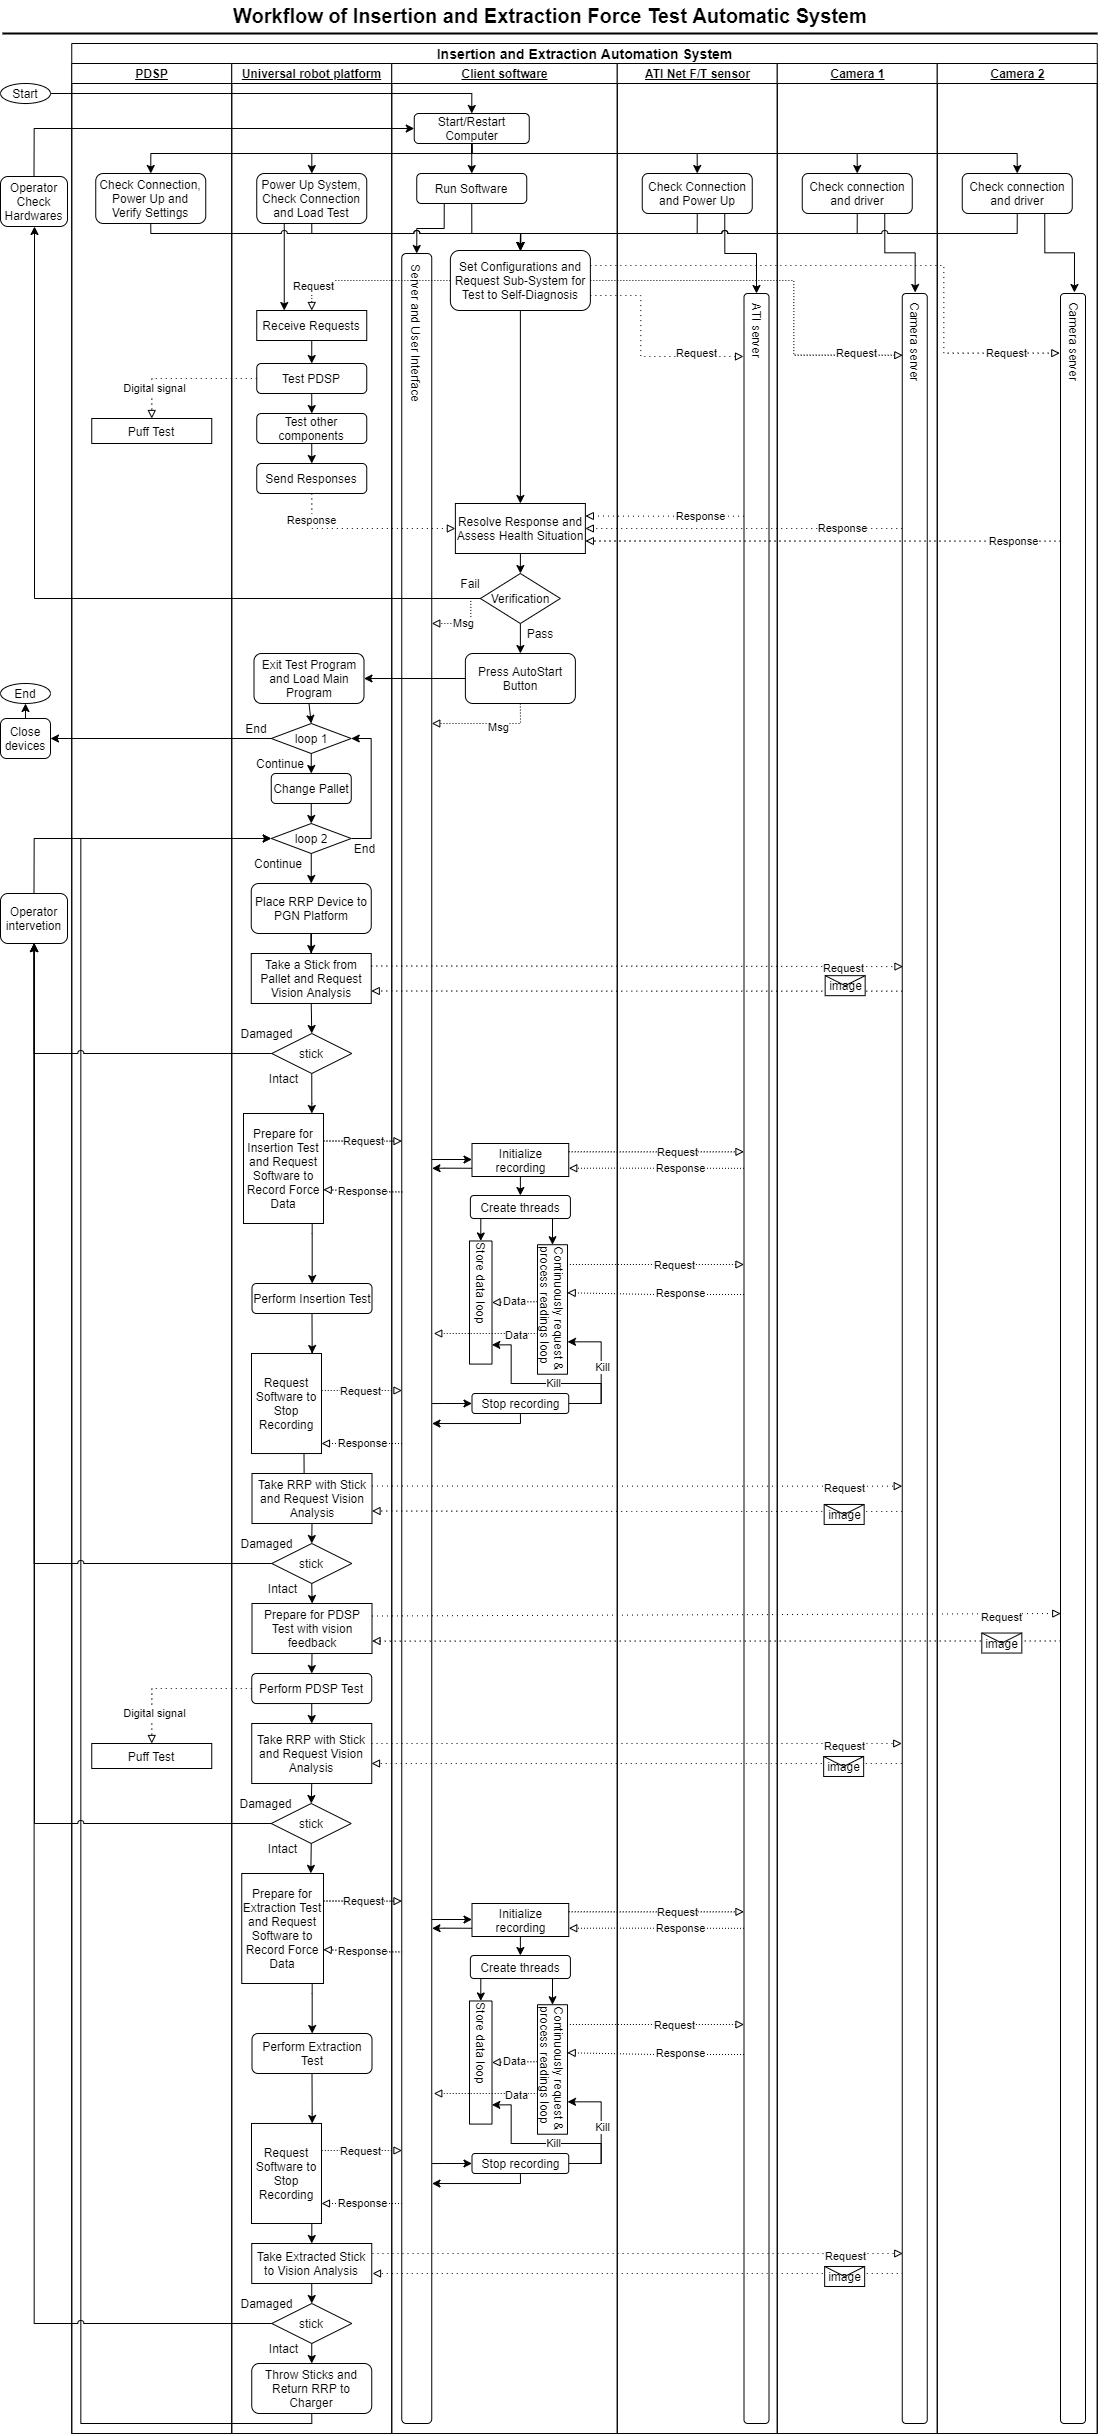 Workflow of Insertion and Extraction Force Test Automatic System
Insertion and Extraction Automation System
PDSP
Universal robot platform
Client software
ATI Net F/T sensor
Camera 1
Camera 2
Start
Start/Restart
Computer
Operator
Check
Hardwares
Check Connection,
Power Up and
Verify Settings
Power Up System,
Check Connection
and Load Test
Run Software
Check Connection
and Power Up
Check connection
and driver
Check connection
and driver
Server and User Interface
Set Configurations and
Request Sub-System for
Test to Self-Diagnosis
ATI server
Camera server
Camera server
Request
Receive Requests
Request
Request
Request
Test PDSP
Digital signal
Puff Test
Test other
components
Send Responses
Response
Resolve Response and
Assess Health Situation
Response
Response
Response
Fail
Verification
Msg
Pass
Exit Test Program
and Load Main
Program
Press AutoStart
Button
Msg
End
Close
devices
End
loop 1
Continue
Change Pallet
loop 2
End
Continue
Operator
intervetion
Place RRP Device to
PGN Platform
Take a Stick from
Pallet and Request
Vision Analysis
Request
image
Damaged
stick
Intact
Prepare for
Insertion Test
and Request
Software to
Record Force
Data
Request
Response
Initialize
recording
Request
Response
Create threads
Store data loop
Continuously request &
process readings loop
Request
Response
Data
Data
Perform Insertion Test
Kill
Kill
Request
Software to
Stop
Recording
Request
Response
Stop recording
Take RRP with Stick
and Request Vision
Analysis
Request
image
Damaged
stick
Intact
Prepare for PDSP
Test with vision
feedback
Request
image
Perform PDSP Test
Digital signal
Puff Test
Take RRP with Stick
and Request Vision
Analysis
Request
image
Damaged
stick
Intact
Prepare for
Extraction Test
and Request
Software to
Record Force
Data
Request
Response
Initialize
recording
Request
Response
Create threads
Store data loop
Continuously request &
process readings loop
Request
Response
Data
Data
Perform Extraction
Test
Kill
Kill
Request
Software to
Stop
Recording
Request
Response
Stop recording
Take Extracted Stick
to Vision Analysis
Request
image
Damaged
stick
Intact
Throw Sticks and
Return RRP to
Charger